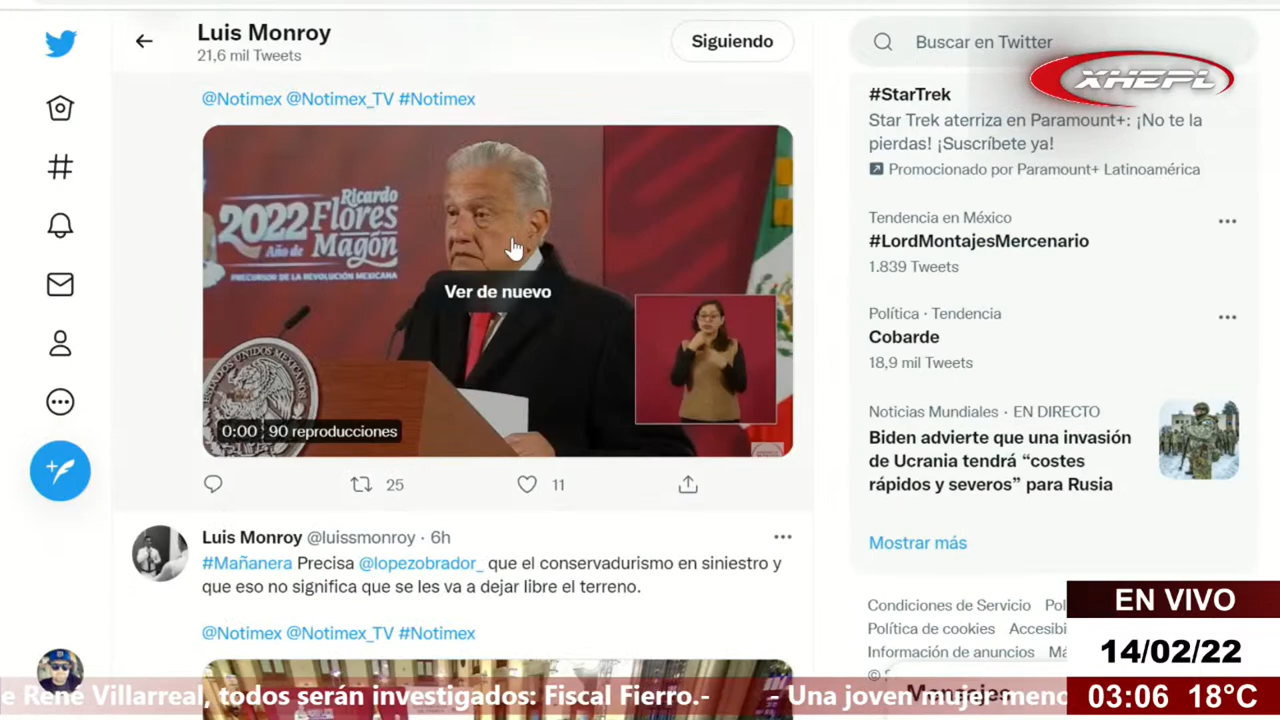 Luis Monroy
21,6 mil Tweets
Siguiendo
Buscar en Twitter
XHEPL
@Notimex @Notimex_TV #Notimex
2022 Ricardo
Flores
Año de Magón
PRECURSOR DE LA REVOLUCIÓN MEXICANA
Ver de nuevo
UNIDOS MEXICANOS
0:00 90 reproducciones
25
11
Luis Monroy @luissmonroy · 6h
#Mañanera Precisa @lopezobrador_ que el conservadurismo en siniestro y
que eso no significa que se les va a dejar libre el terreno.
@Notimex @Notimex_TV #Notimex
#StarTrek
Star Trek aterriza en Paramount+: ¡No te la
pierdas! ¡Suscríbete ya!
Promocionado por Paramount+ Latinoamérica
Tendencia en México
#LordMontajesMercenario
1.839 Tweets
Política · Tendencia
Cobarde
18,9 mil Tweets
Noticias Mundiales · EN DIRECTO
Biden advierte que una invasión
de Ucrania tendrá “costes
rápidos y severos” para Rusia
Mostrar más
Condiciones de Servicio
Política de cookies
Información de anuncios
Mensajes
EN VIVO
14/02/22
03:06 18°C
e René Villarreal, todos serán investigados: Fiscal Fierro.- - Una joven mujer meno